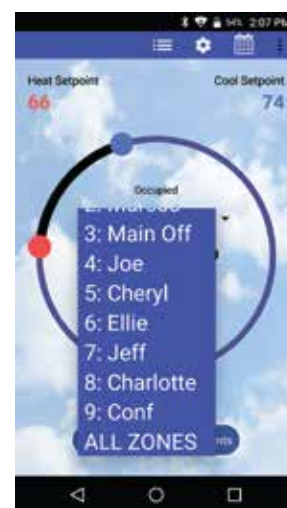 54% 2:07 PM
Heat Setpoint Cool Setpoint
66 74
Occupied
3: Main Off
4: Joe
5: Cheryl
6: Ellie
7: Jeff
8: Charlotte
9: Conf
ALL ZONES